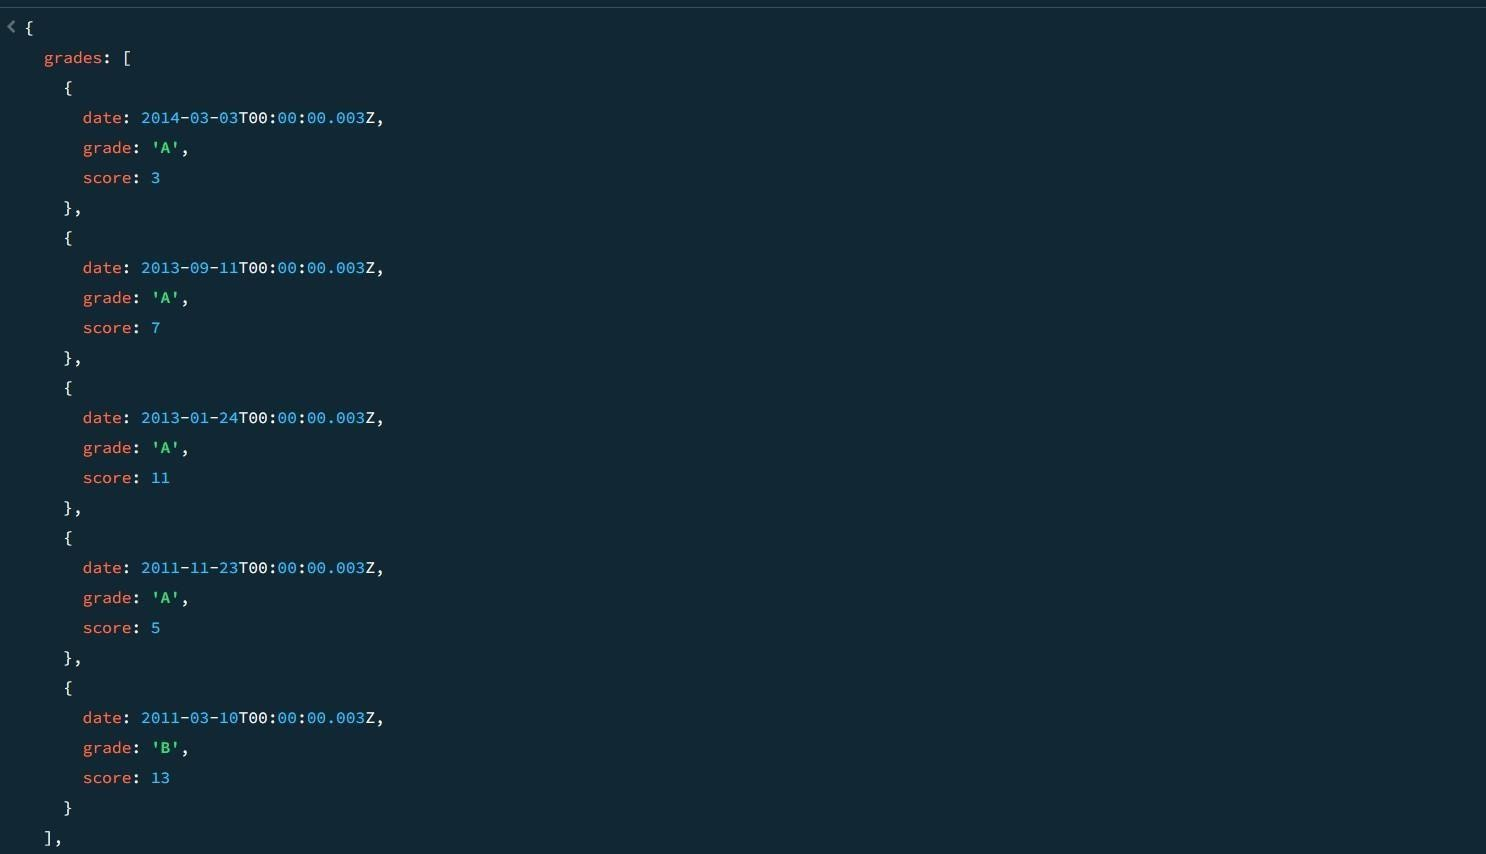 {
grades: [
{
date: 2014-03-03T00:00:00.003Z,
grade: 'A',
score: 3
},
{
date: 2013-09-11T00:00:00.003Z,
grade: 'A',
score: 7
},
{
date: 2013-01-24T00:00:00.003Z,
grade: 'A',
score: 11
},
{
date: 2011-11-23T00:00:00.003Z,
grade: 'A',
score: 5
},
{
date: 2011-03-10T00:00:00.003Z,
grade: 'B',
score: 13
}
],